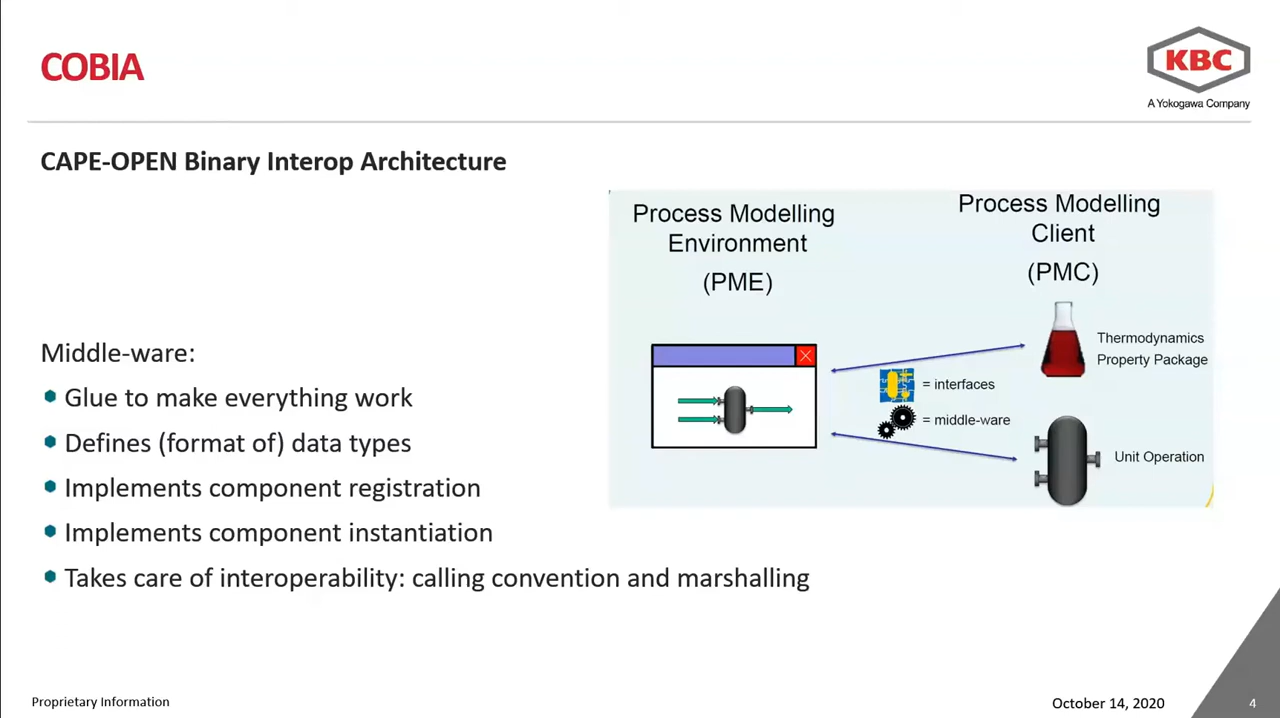 COBIA
KBC
A Yokogawa Company
CAPE-OPEN Binary Interop Architecture
Process Modelling
Environment
(PME)
Process Modelling
Client
(PMC)
Thermodynamics
Property Package
= interfaces
= middle-ware
Unit Operation
Middle-ware:
Glue to make everything work
Defines (format of) data types
Implements component registration
Implements component instantiation
Takes care of interoperability: calling convention and marshalling
Proprietary Information
October 14, 2020
4